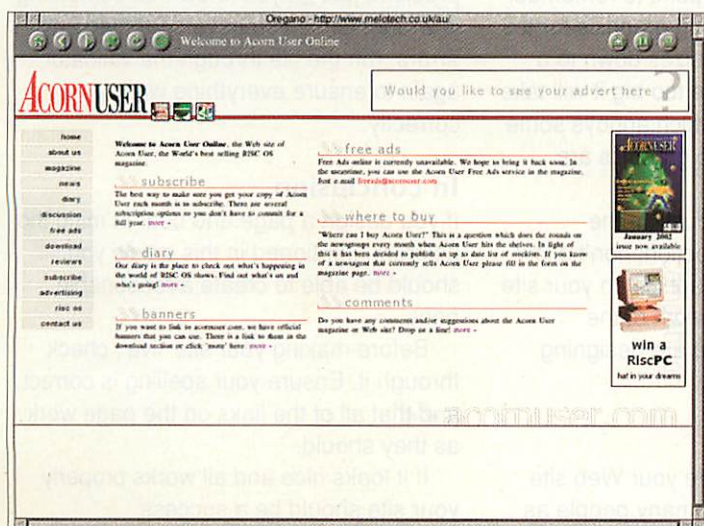 Oregano - http://www.melotech.co.uk/au/
Welcome to Acorn User Online
ACORNUSER
Would you like to see your advert here ?
home
about us
magazine
news
diary
discussion
free ads
download
reviews
subscribe
advertising
risc os
contact us
Welcome to Acorn User Online, the Web site of
Acorn User, the World's best selling RISC OS
magazine.
subscribe
The best way to make sure you get your copy of Acorn
User each month is to subscribe. There are several
subscription options so you don't have to commit for a
full year. more »
diary
Our diary is the place to check out what's happening in
the world of RISC OS shows. Find out what's on and
who's going! more »
banners
If you want to link to acornuser.com, we have official
banners that you can use. There is a link to them in the
download section or click 'more' here. more »
free ads
Free Ads online is currently unavailable. We hope to bring it back soon. In
the meantime, you can use the Acorn User Free Ads service in the magazine.
Just e-mail freeads@acornuser.com
where to buy
"Where can I buy Acorn User?" This is a question which does the rounds on
the newsgroups every month when Acorn User hits the shelves. In light of
this it has been decided to publish an up to date list of stockists. If you know
of a newsagent that currently sells Acorn User please fill in the form on the
magazine page. more »
comments
Do you have any comments and/or suggestions about the Acorn User
magazine or Web site? Drop us a line! more »
ACORNUSER
January 2002
issue now available
win a
RiscPC
ha! in your dreams